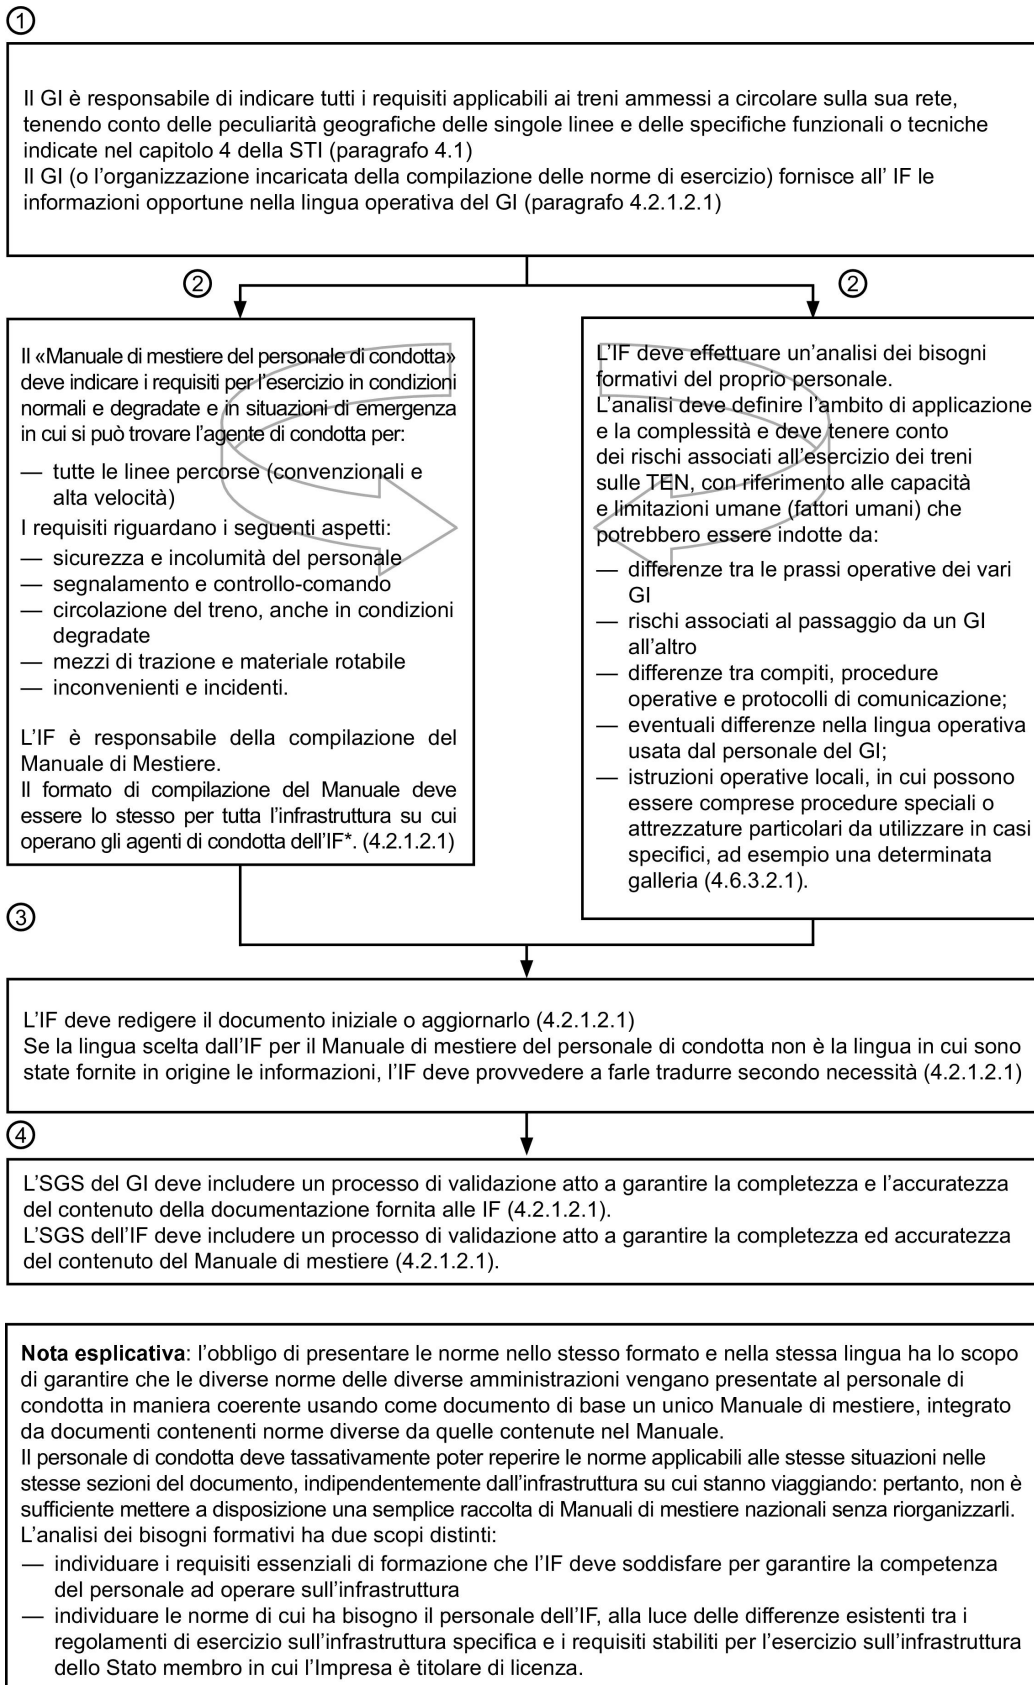 ①
Il GI è responsabile di indicare tutti i requisiti applicabili ai treni ammessi a circolare sulla sua rete,
tenendo conto delle peculiarità geografiche delle singole linee e delle specifiche funzionali o tecniche
indicate nel capitolo 4 della STI (paragrafo 4.1)
Il GI (o l'organizzazione incaricata della compilazione delle norme di esercizio) fornisce all' IF le
informazioni opportune nella lingua operativa del GI (paragrafo 4.2.1.2.1)
②
②
Il «Manuale di mestiere del personale di condotta»
deve indicare i requisiti per l'esercizio in condizioni
normali e degradate e in situazioni di emergenza
in cui si può trovare l'agente di condotta per:
— tutte le linee percorse (convenzionali e
alta velocità)
I requisiti riguardano i seguenti aspetti:
— sicurezza e incolumità del personale
— segnalamento e controllo-comando
— circolazione del treno, anche in condizioni
degradate
— mezzi di trazione e materiale rotabile
— inconvenienti e incidenti.
L'IF è responsabile della compilazione del
Manuale di Mestiere.
Il formato di compilazione del Manuale deve
essere lo stesso per tutta l'infrastruttura su cui
operano gli agenti di condotta dell'IF*. (4.2.1.2.1)
L'IF deve effettuare un'analisi dei bisogni
formativi del proprio personale.
L'analisi deve definire l'ambito di applicazione
e la complessità e deve tenere conto
dei rischi associati all'esercizio dei treni
sulle TEN, con riferimento alle capacità
e limitazioni umane (fattori umani) che
potrebbero essere indotte da:
— differenze tra le prassi operative dei vari
GI
— rischi associati al passaggio da un GI
all'altro
— differenze tra compiti, procedure
operative e protocolli di comunicazione;
— eventuali differenze nella lingua operativa
usata dal personale del GI;
— istruzioni operative locali, in cui possono
essere comprese procedure speciali o
attrezzature particolari da utilizzare in casi
specifici, ad esempio una determinata
galleria (4.6.3.2.1).
③
L'IF deve redigere il documento iniziale o aggiornarlo (4.2.1.2.1)
Se la lingua scelta dall'IF per il Manuale di mestiere del personale di condotta non è la lingua in cui sono
state fornite in origine le informazioni, l'IF deve provvedere a farle tradurre secondo necessità (4.2.1.2.1)
④
L'SGS del GI deve includere un processo di validazione atto a garantire la completezza e l'accuratezza
del contenuto della documentazione fornita alle IF (4.2.1.2.1).
L'SGS dell'IF deve includere un processo di validazione atto a garantire la completezza ed accuratezza
del contenuto del Manuale di mestiere (4.2.1.2.1).
Nota esplicativa: l'obbligo di presentare le norme nello stesso formato e nella stessa lingua ha lo scopo
di garantire che le diverse norme delle diverse amministrazioni vengano presentate al personale di
condotta in maniera coerente usando come documento di base un unico Manuale di mestiere, integrato
da documenti contenenti norme diverse da quelle contenute nel Manuale.
Il personale di condotta deve tassativamente poter reperire le norme applicabili alle stesse situazioni nelle
stesse sezioni del documento, indipendentemente dall'infrastruttura su cui stanno viaggiando: pertanto, non è
sufficiente mettere a disposizione una semplice raccolta di Manuali di mestiere nazionali senza riorganizzarli.
L'analisi dei bisogni formativi ha due scopi distinti:
— individuare i requisiti essenziali di formazione che l'IF deve soddisfare per garantire la competenza
del personale ad operare sull'infrastruttura
— individuare le norme di cui ha bisogno il personale dell'IF, alla luce delle differenze esistenti tra i
regolamenti di esercizio sull'infrastruttura specifica e i requisiti stabiliti per l'esercizio sull'infrastruttura
dello Stato membro in cui l'Impresa è titolare di licenza.